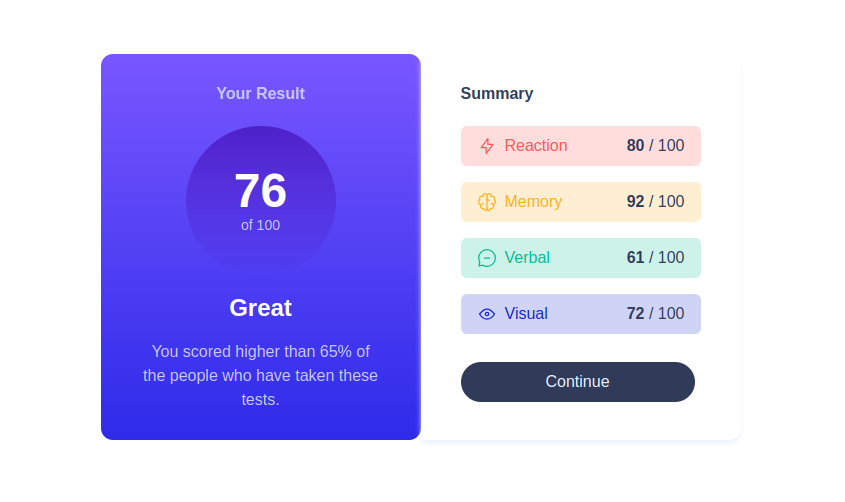 Your Result
76
of 100
Great
You scored higher than 65% of
the people who have taken these
tests.
Summary
Reaction 80 / 100
Memory 92 / 100
Verbal 61 / 100
Visual 72 / 100
Continue